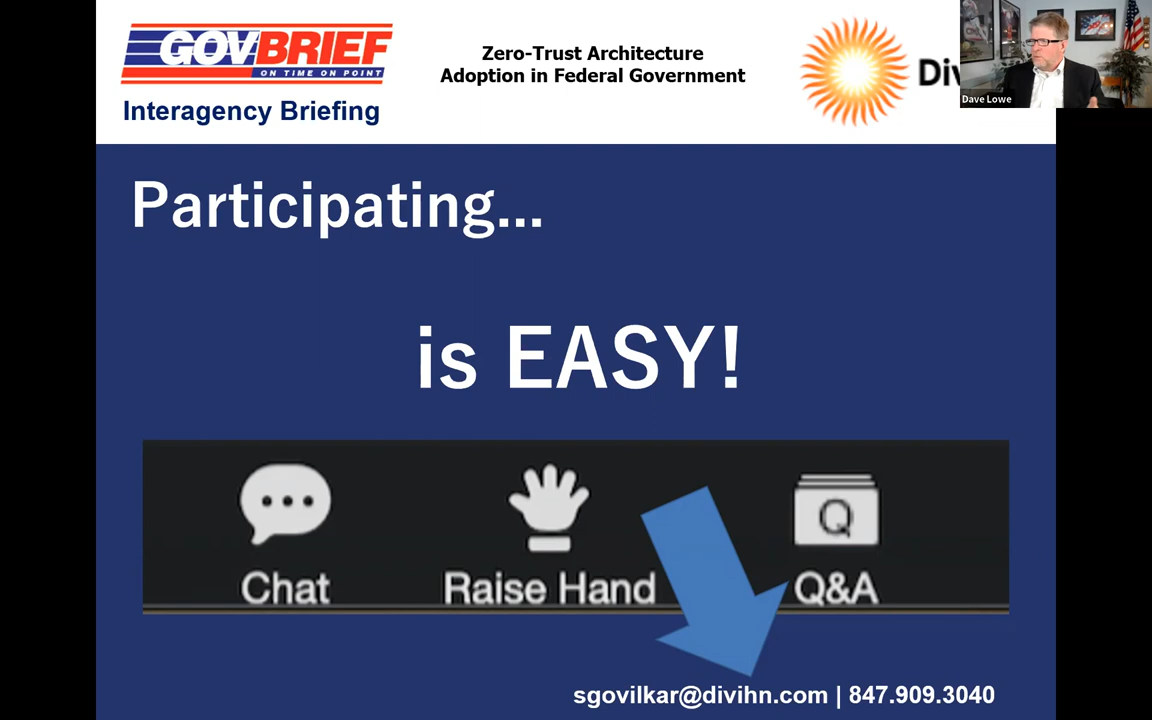 GOVBRIEF
ON TIME ON POINT
Interagency Briefing
Zero-Trust Architecture
Adoption in Federal Government
Div
Dave Lowe
Participating...
is EASY!
Q
Chat
Raise Hand
Q&A
sgovilkar@divihn.com | 847.909.3040